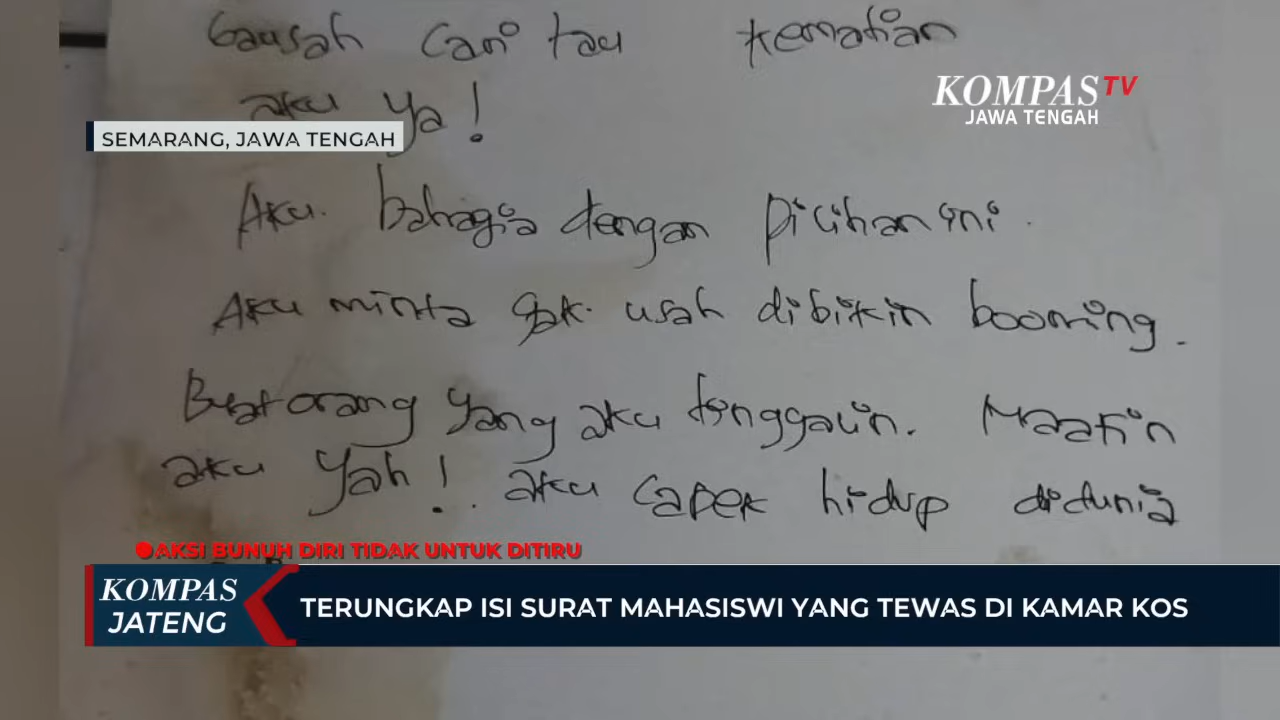 Gausah cari tau kematian
aku ya!
KOMPAS TV
JAWA TENGAH
SEMARANG, JAWA TENGAH
Aku bahagia dengan pilihan ini.
Aku minta gak usah dibikin booming.
Buat orang yang aku tinggalin. Maafin
aku yah! aku capek hidup didunia
●AKSI BUNUH DIRI TIDAK UNTUK DITIRU
KOMPAS
JATENG
TERUNGKAP ISI SURAT MAHASISWI YANG TEWAS DI KAMAR KOS